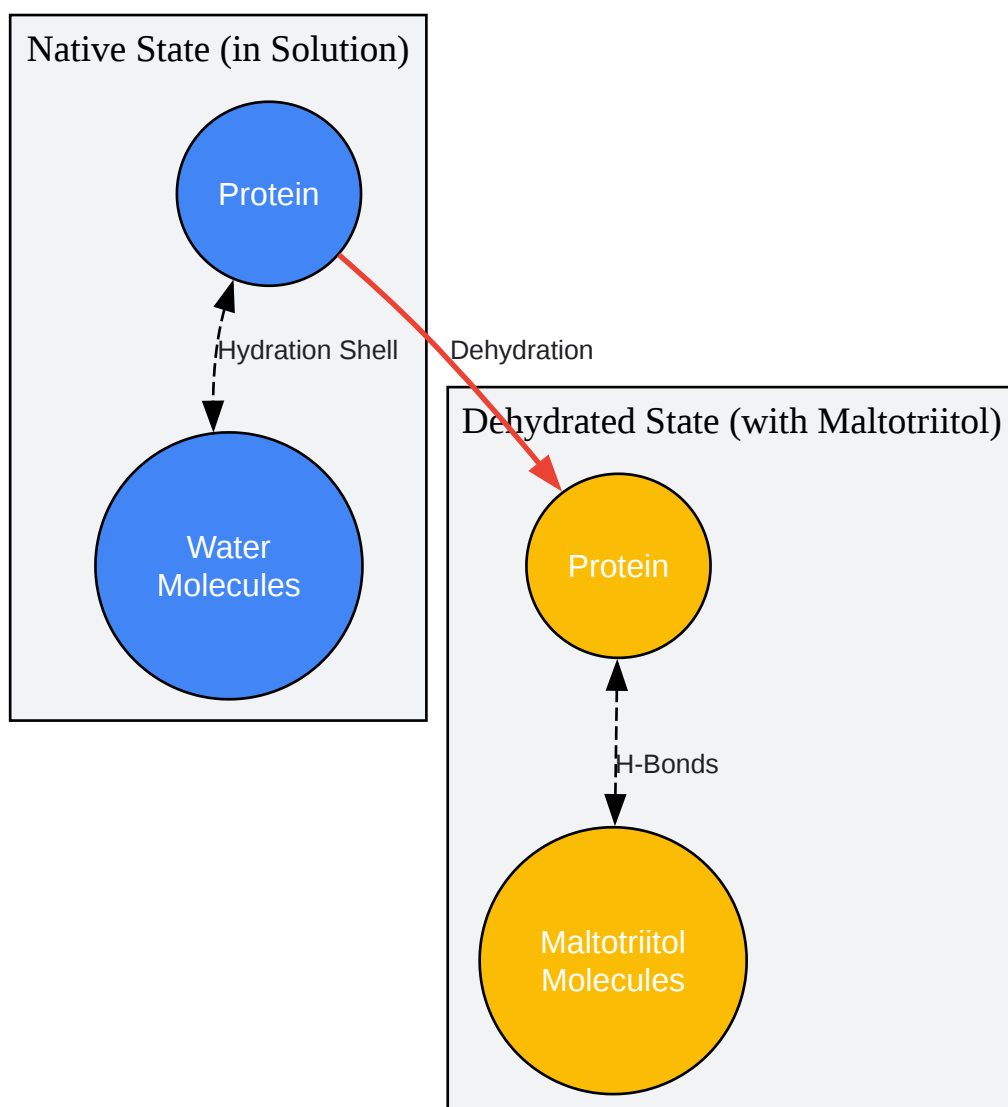 Native State (in Solution)
Protein
Hydration Shell
Dehydration
Water
Molecules
Dehydrated State (with Maltotriitol)
Protein
H-Bonds
Maltotriitol
Molecules